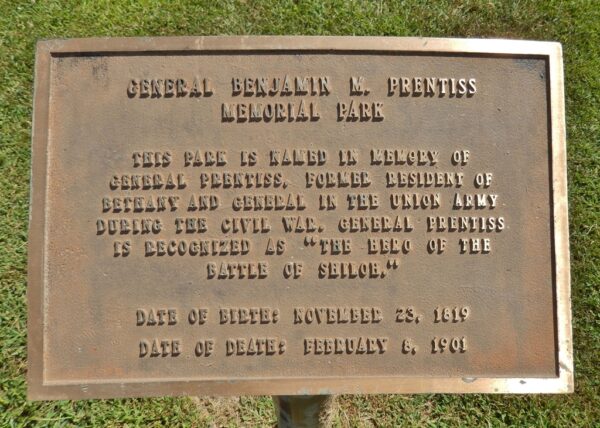 GENERAL BENJAMIN M. PRENTISS
MEMORIAL PARK
THIS PARK IS NAMED IN MEMORY OF
GENERAL PRENTISS, FORMER RESIDENT OF
BETHANY AND GENERAL IN THE UNION ARMY
DURING THE CIVIL WAR. GENERAL PRENTISS
IS RECOGNIZED AS "THE HERO OF THE
BATTLE OF SHILOH."
DATE OF BIRTH: NOVEMBER 23, 1819
DATE OF DEATH: FEBRUARY 8, 1901